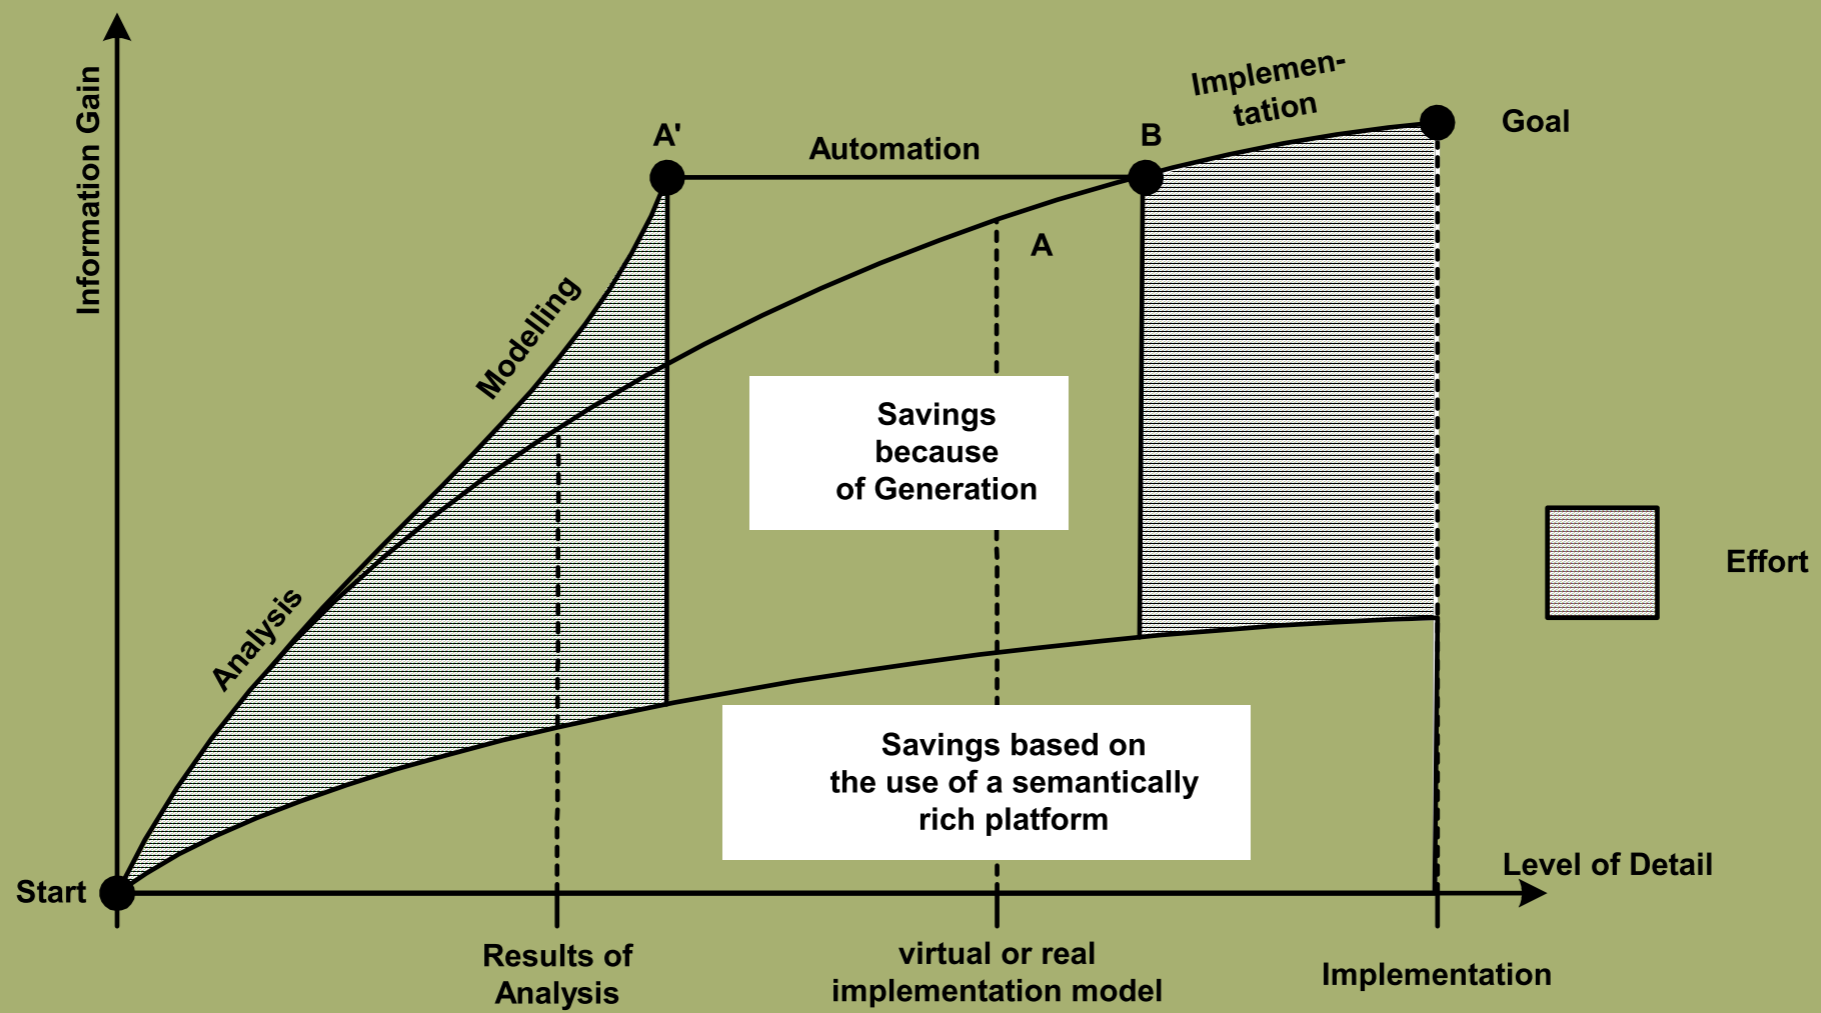 Information Gain
A'
Automation
B
Implemen-
tation
Goal
A
Modelling
Analysis
Savings
because
of Generation
Effort
Savings based on
the use of a semantically
rich platform
Start
Level of Detail
Results of
Analysis
virtual or real
implementation model
Implementation